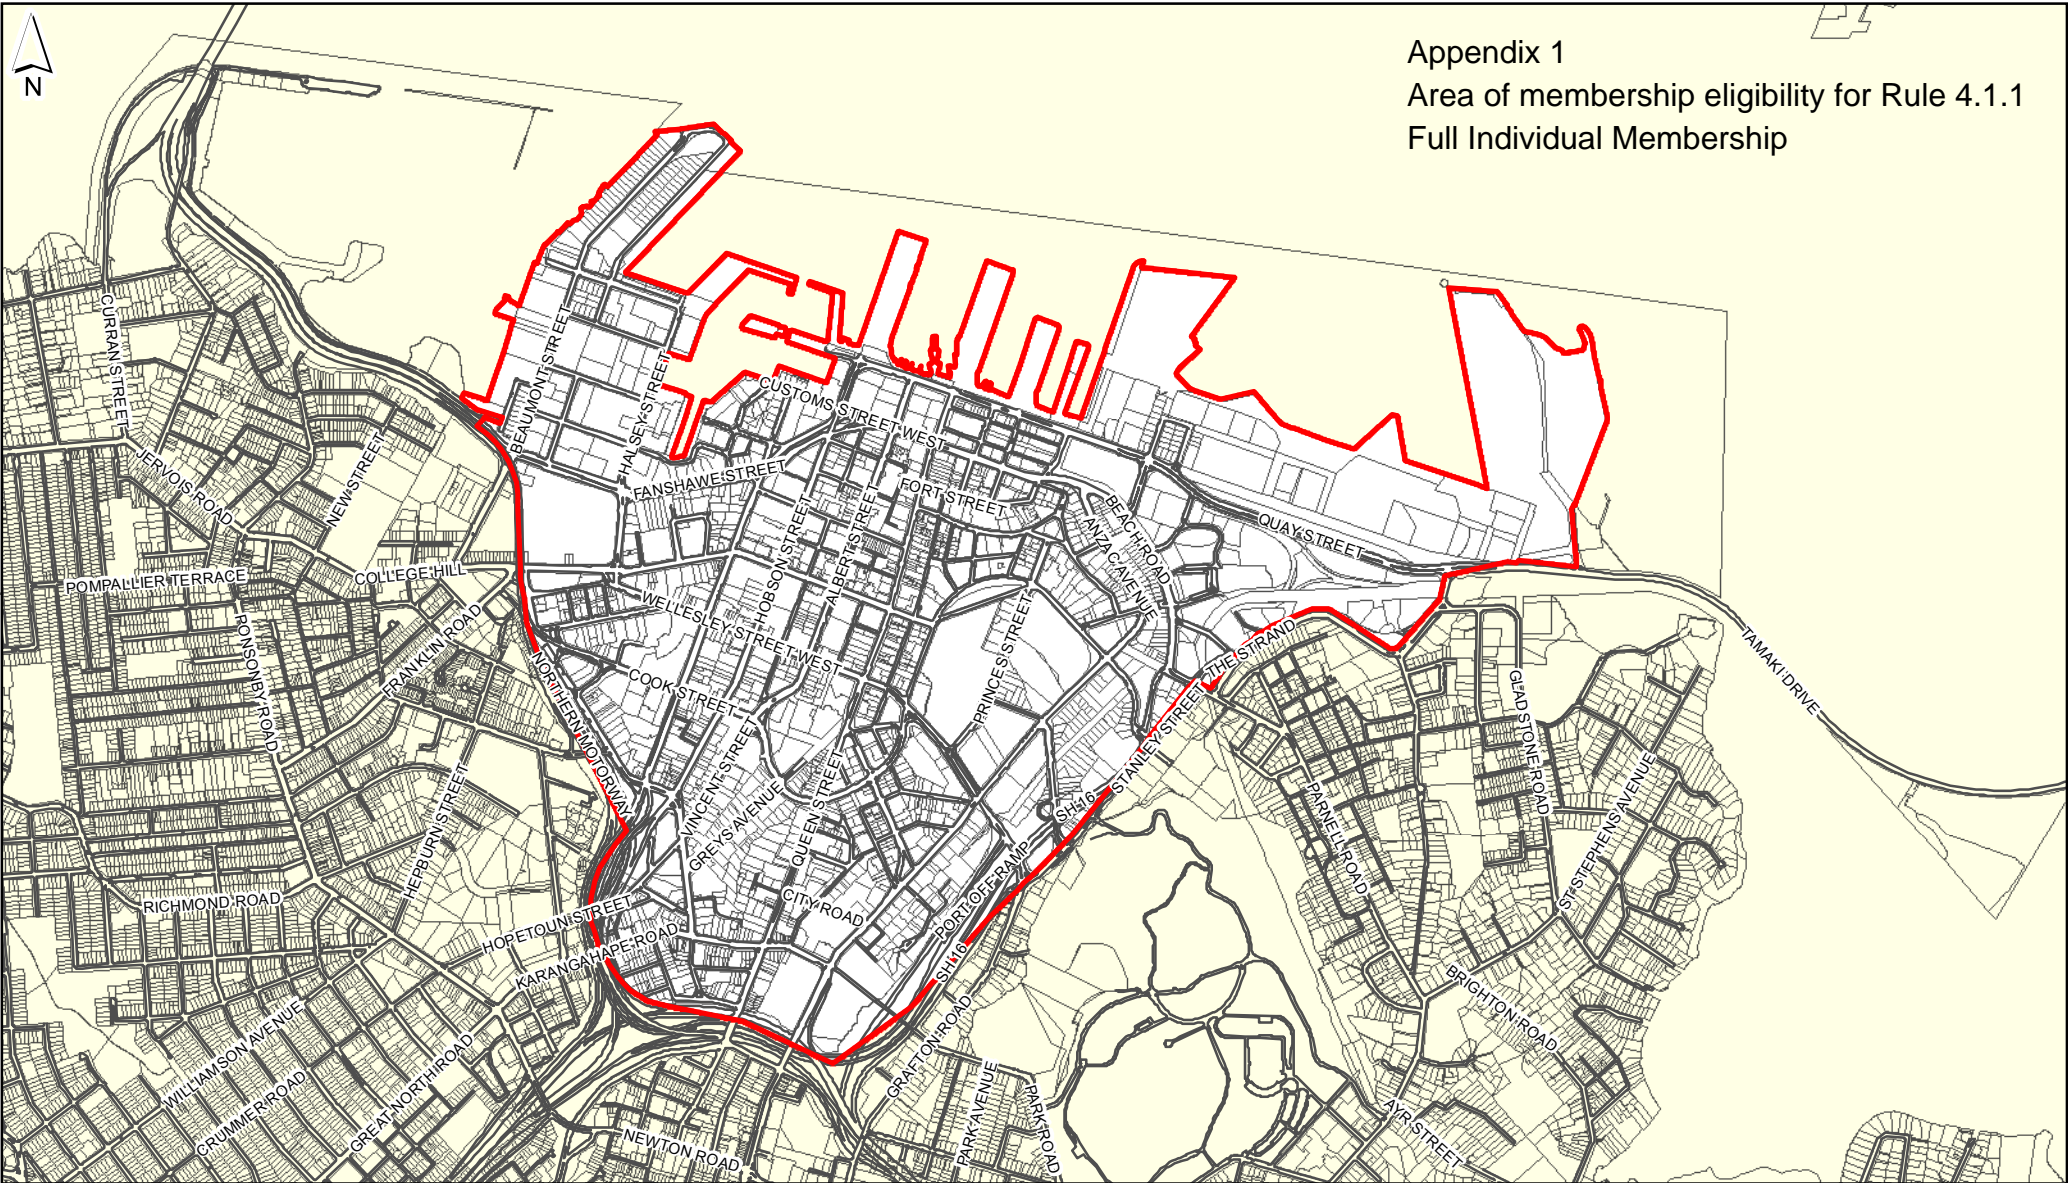 N
Appendix 1
Area of membership eligibility for Rule 4.1.1
Full Individual Membership
CURRAN STREET
BEAUMONT STREET
HALSEY STREET
CUSTOMS STREET WEST
JERVOIS ROAD
NEW STREET
FANSHAWE STREET
FORT STREET
HOBSON STREET
ALBERT STREET
BEACH ROAD
ANZAC AVENUE
QUAY STREET
POMPALLIER TERRACE
COLLEGE HILL
FRANKLIN ROAD
PONSONBY ROAD
WELLESLEY STREET WEST
PRINCES STREET
THE STRAND
TAMAKI DRIVE
NORTHERN MOTORWAY
COOK STREET
STANLEY STREET
GLADSTONE ROAD
VINCENT STREET
GREYS AVENUE
QUEEN STREET
SH 16
PARNELL ROAD
ST STEPHENS AVENUE
HEPBURN STREET
RICHMOND ROAD
HOPETOUN STREET
CITY ROAD
PORT OFF RAMP
KARANGAHAPE ROAD
SH 16
BRIGHTON ROAD
WILLIAMSON AVENUE
CRUMMER ROAD
GREAT NORTH ROAD
GRAFTON ROAD
NEWTON ROAD
PARK AVENUE
PARK ROAD
AYR STREET